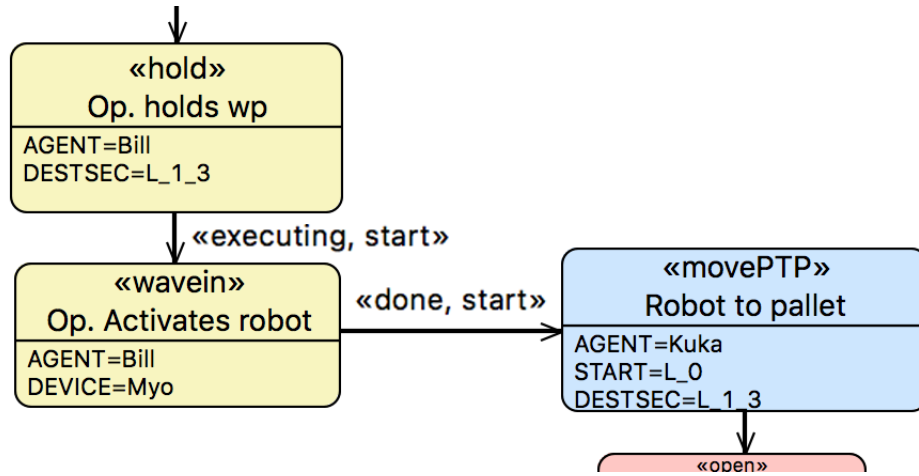 «hold»
Op. holds wp
AGENT=Bill
DESTSEC=L_1_3
«executing, start»
«wavein»
Op. Activates robot
AGENT=Bill
DEVICE=Myo
«done, start»
«movePTP»
Robot to pallet
AGENT=Kuka
START=L_0
DESTSEC=L_1_3
«open»